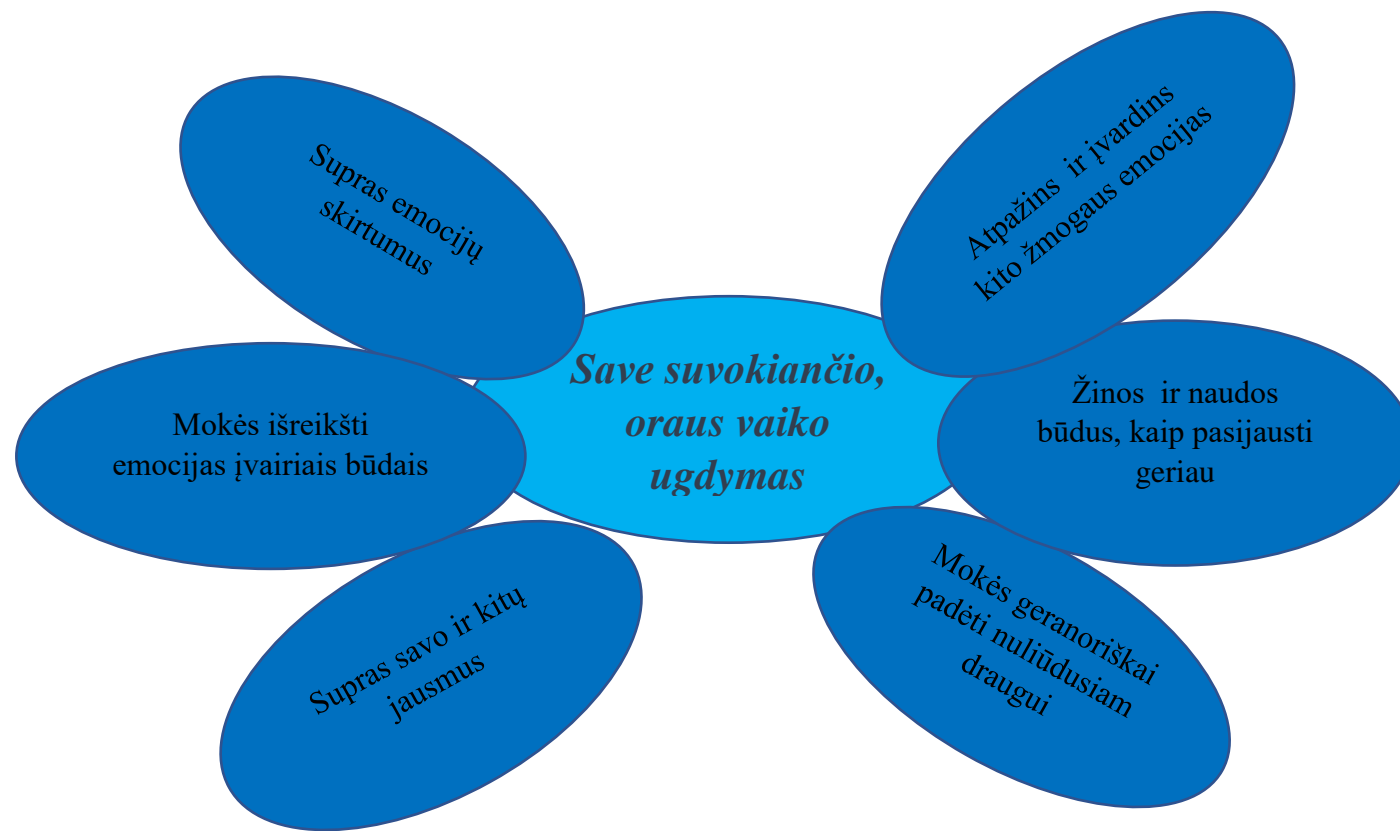 Supras emocijų
skirtumus
Atpažins ir įvardins
kito žmogaus emocijas
Save suvokiančio,
oraus vaiko
ugdymas
Mokės išreikšti
emocijas įvairiais būdais
Žinos ir naudos
būdus, kaip pasijausti
geriau
Supras savo ir kitų
jausmus
Mokės geranoriškai
padėti nuliūdusiam
draugui